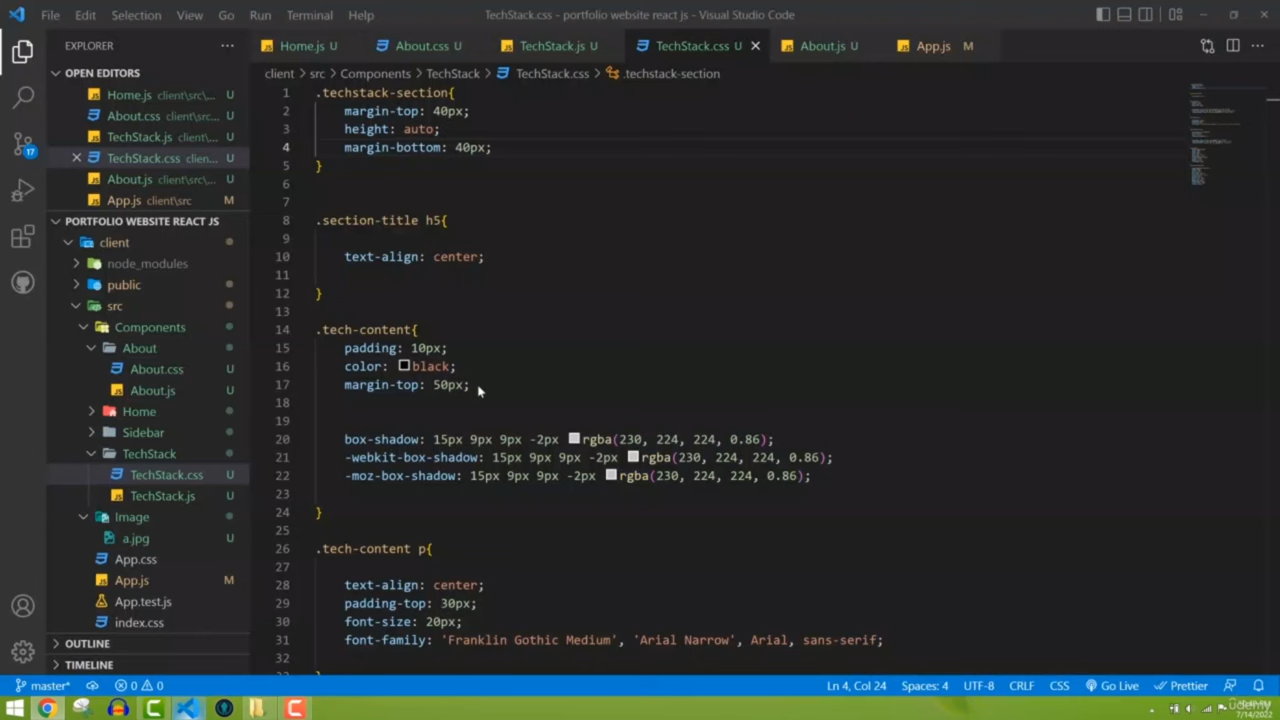 File Edit Selection View Go Run Terminal Help TechStack.css - portfolio website react js - Visual Studio Code
EXPLORER
OPEN EDITORS
Home.js client\src\... U
About.css client\src\... U
TechStack.js client\... U
TechStack.css clien... U
About.js client\src\... U
App.js client\src M
PORTFOLIO WEBSITE REACT JS
client
node_modules
public
src
Components
About
About.css U
About.js U
Home
Sidebar
TechStack
TechStack.css U
TechStack.js U
Image
a.jpg U
App.css
App.js M
App.test.js
index.css
OUTLINE
TIMELINE
17
Home.js U About.css U TechStack.js U TechStack.css U About.js U App.js M
client > src > Components > TechStack > TechStack.css > .techstack-section
1 .techstack-section{
2 margin-top: 40px;
3 height: auto;
4 margin-bottom: 40px;
5 }
6
7
8 .section-title h5{
9
10 text-align: center;
11
12 }
13
14 .tech-content{
15 padding: 10px;
16 color: black;
17 margin-top: 50px;
18
19
20 box-shadow: 15px 9px 9px -2px rgba(230, 224, 224, 0.86);
21 -webkit-box-shadow: 15px 9px 9px -2px rgba(230, 224, 224, 0.86);
22 -moz-box-shadow: 15px 9px 9px -2px rgba(230, 224, 224, 0.86);
23
24 }
25
26 .tech-content p{
27
28 text-align: center;
29 padding-top: 30px;
30 font-size: 20px;
31 font-family: 'Franklin Gothic Medium', 'Arial Narrow', Arial, sans-serif;
32
master* 0 0 Ln 4, Col 24 Spaces: 4 UTF-8 CRLF CSS Go Live Prettier
udemy
7/14/2022